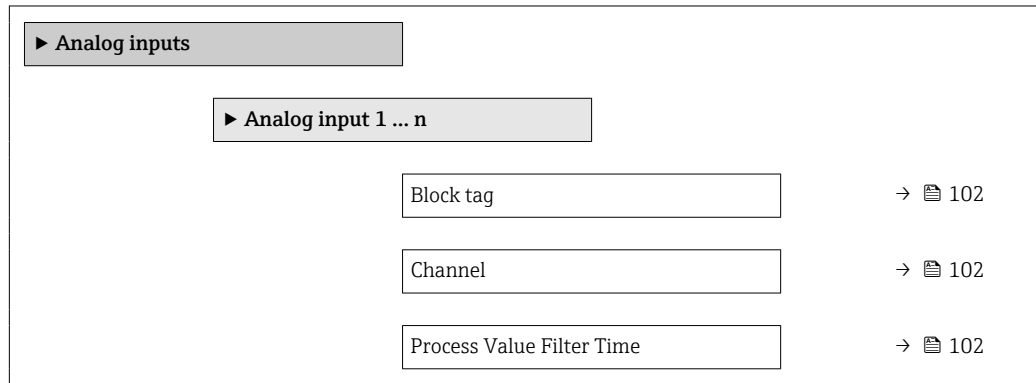 ▶ Analog inputs
▶ Analog input 1 … n
Block tag → 102
Channel → 102
Process Value Filter Time → 102